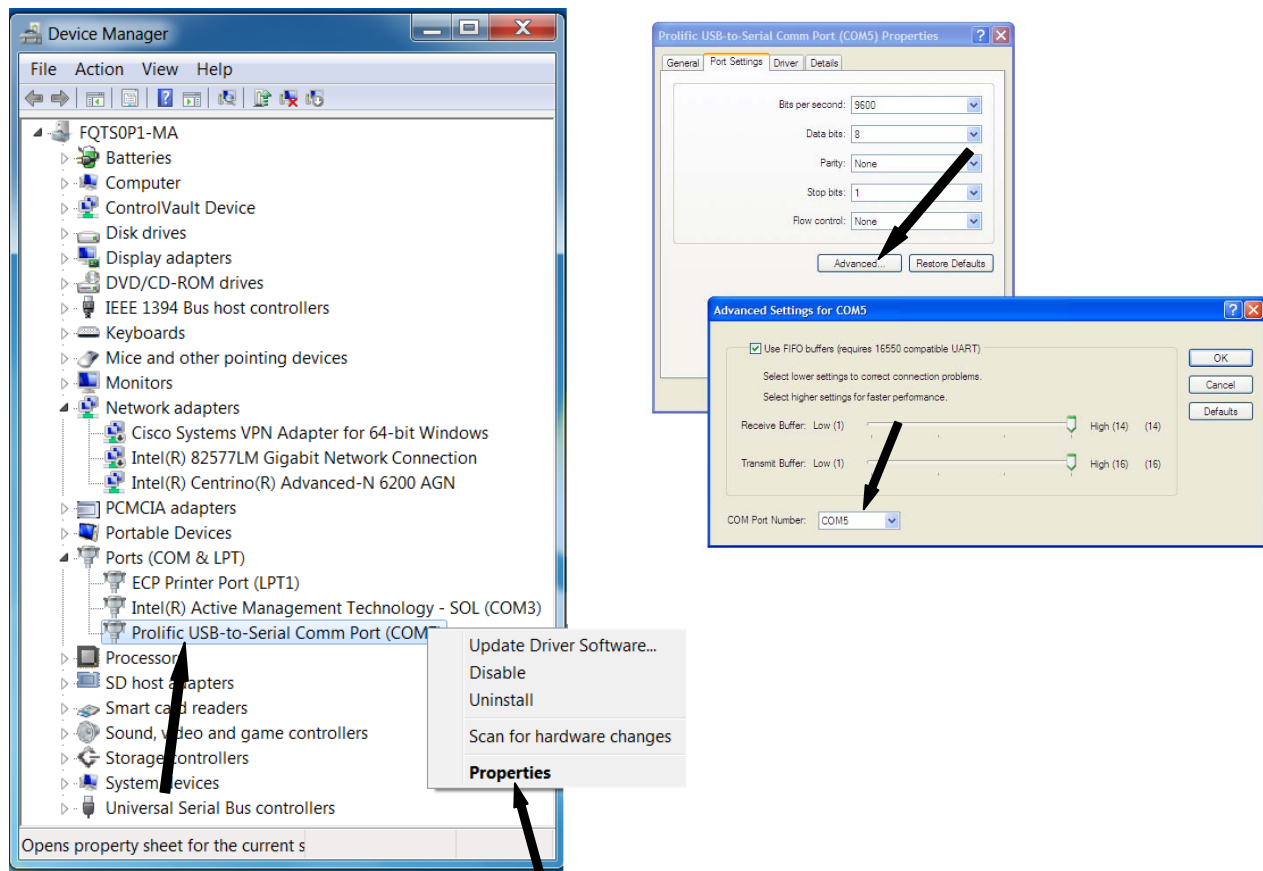 Device Manager
File Action View Help
FQTS0P1-MA
Batteries
Computer
ControlVault Device
Disk drives
Display adapters
DVD/CD-ROM drives
IEEE 1394 Bus host controllers
Keyboards
Mice and other pointing devices
Monitors
Network adapters
Cisco Systems VPN Adapter for 64-bit Windows
Intel(R) 82577LM Gigabit Network Connection
Intel(R) Centrino(R) Advanced-N 6200 AGN
PCMCIA adapters
Portable Devices
Ports (COM & LPT)
ECP Printer Port (LPT1)
Intel(R) Active Management Technology - SOL (COM3)
Prolific USB-to-Serial Comm Port
Processor
SD host adapters
Smart card readers
Sound, video and game controllers
Storage controllers
System devices
Universal Serial Bus controllers
Opens property sheet for the current s
Update Driver Software...
Disable
Uninstall
Scan for hardware changes
Properties
Prolific USB-to-Serial Comm Port (COM5) Properties
General Port Settings Driver Details
Bits per second: 9600
Data bits: 8
Parity: None
Stop bits: 1
Flow control: None
Advanced... Restore Defaults
Advanced Settings for COM5
Use FIFO buffers (requires 16550 compatible UART)
Select lower settings to correct connection problems.
Select higher settings for faster performance.
Receive Buffer: Low (1) High (14) (14)
Transmit Buffer: Low (1) High (16) (16)
COM Port Number: COM5
OK
Cancel
Defaults